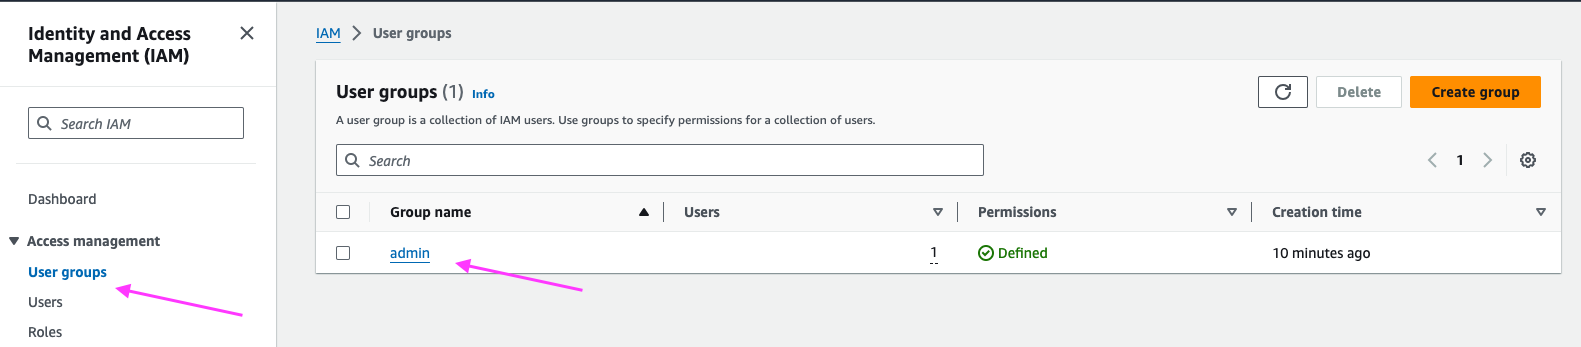 Identity and Access
Management (IAM)
Search IAM
Dashboard
Access management
User groups
Users
Roles
IAM > User groups
User groups (1) Info
Delete
Create group
A user group is a collection of IAM users. Use groups to specify permissions for a collection of users.
Search
1
Group name Users Permissions Creation time
admin 1 Defined 10 minutes ago